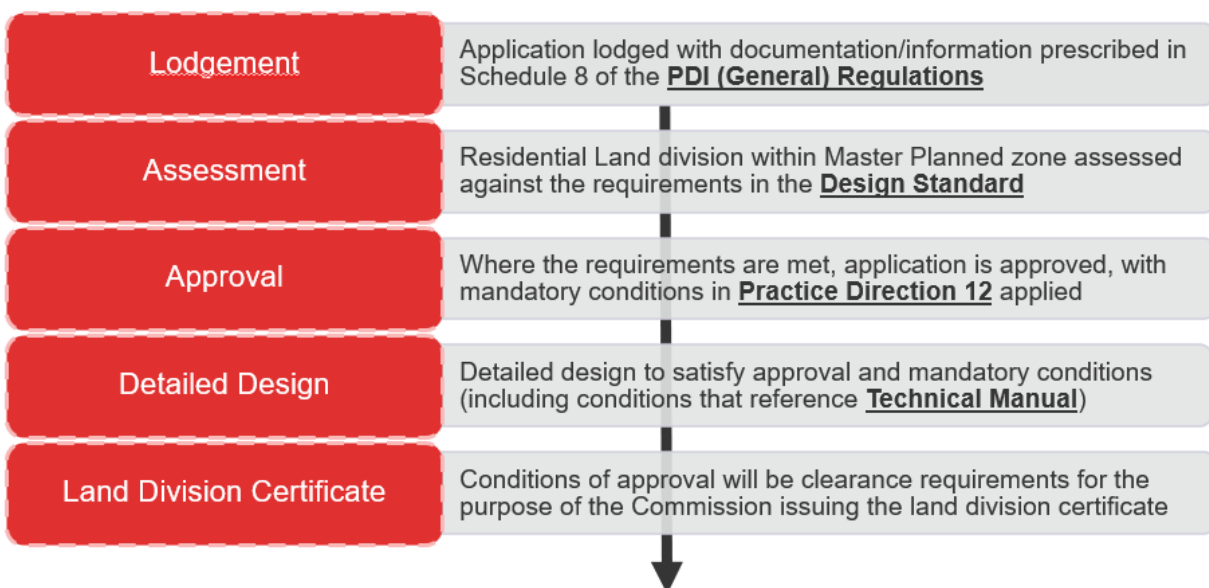 Lodgement
Application lodged with documentation/information prescribed in
Schedule 8 of the PDI (General) Regulations
Assessment
Residential Land division within Master Planned zone assessed
against the requirements in the Design Standard
Approval
Where the requirements are met, application is approved, with
mandatory conditions in Practice Direction 12 applied
Detailed Design
Detailed design to satisfy approval and mandatory conditions
(including conditions that reference Technical Manual)
Land Division Certificate
Conditions of approval will be clearance requirements for the
purpose of the Commission issuing the land division certificate